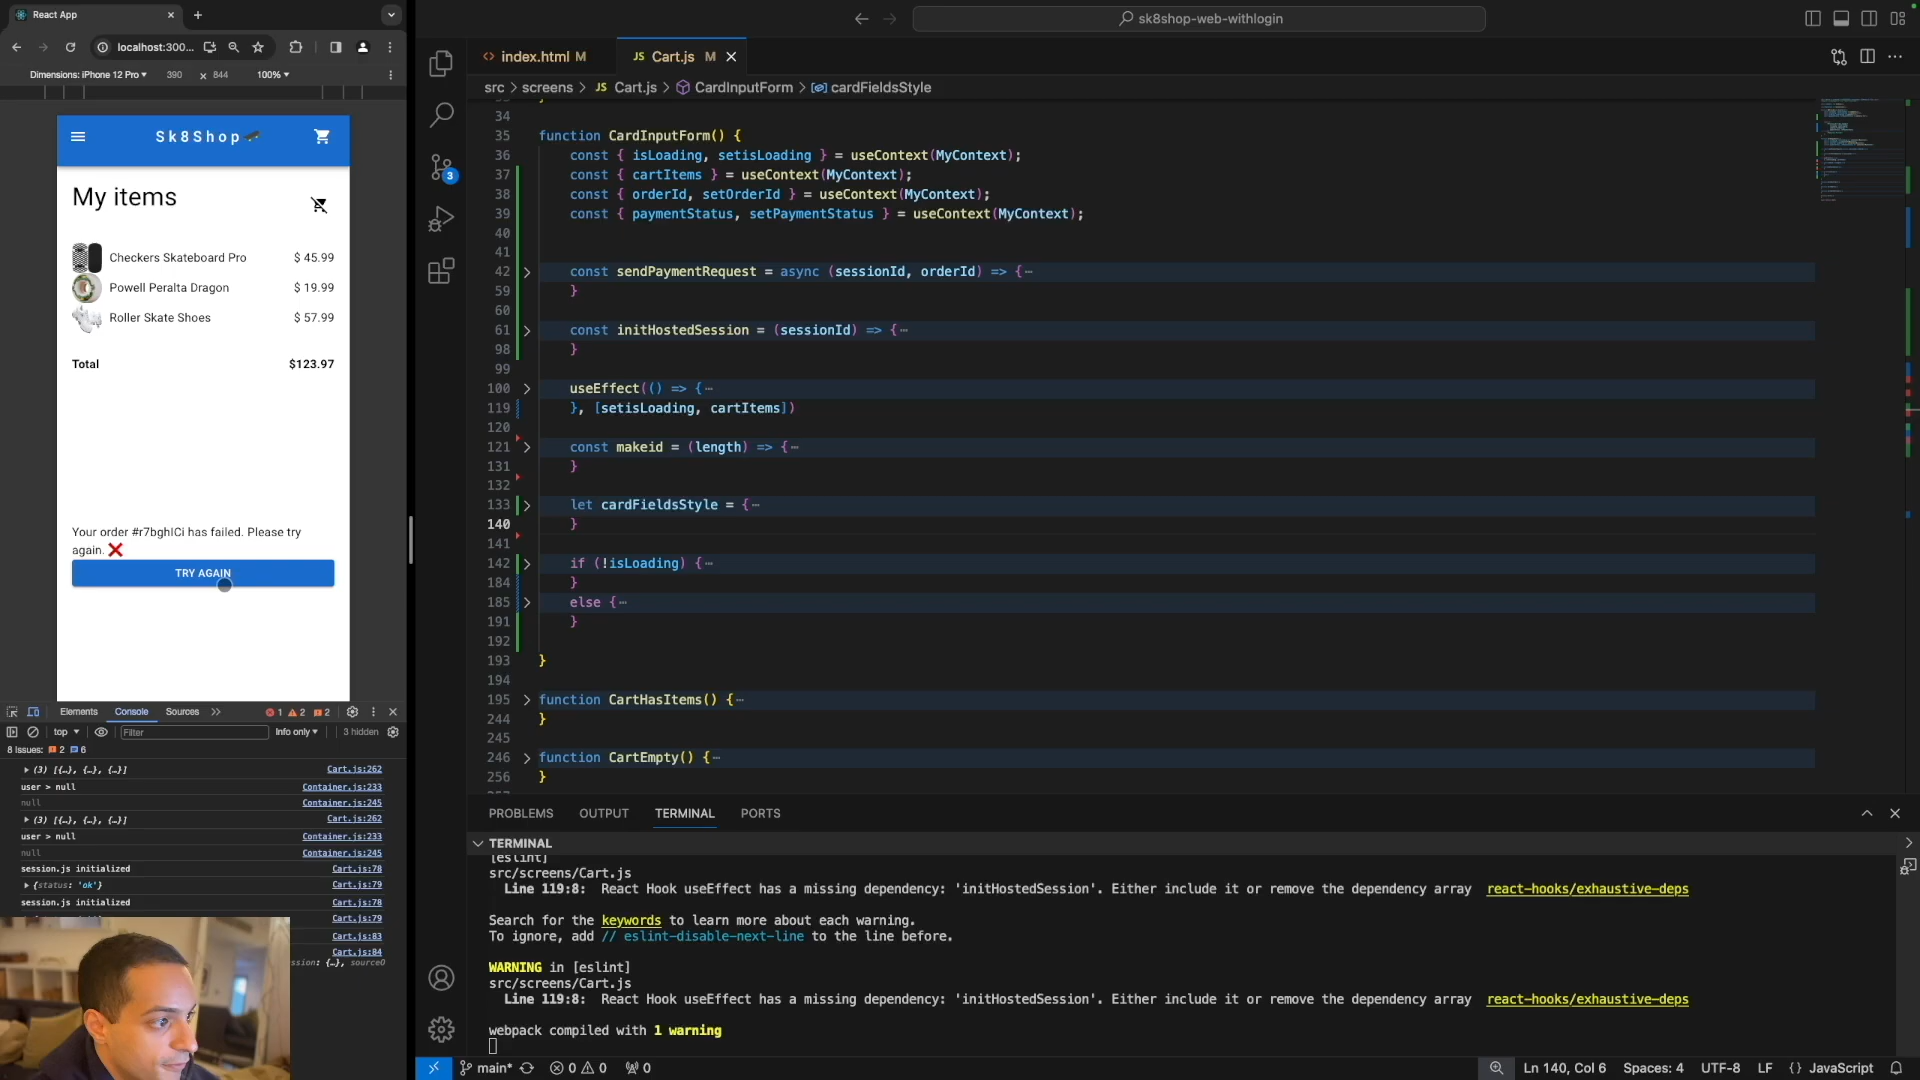 React App
localhost:300...
Dimensions: iPhone 12 Pro
390
×
844
100%
Sk8Shop
My items
Checkers Skateboard Pro
$ 45.99
Powell Peralta Dragon
$ 19.99
Roller Skate Shoes
$ 57.99
Total
$123.97
Your order #r7bghlCi has failed. Please try
again. ❌
TRY AGAIN
Elements
Console
Sources
1
2
2
top
Filter
Info only
3 hidden
8 Issues: 2 6
(3) [{…}, {…}, {…}]
Cart.js:262
user > null
Container.js:233
null
Container.js:245
(3) [{…}, {…}, {…}]
Cart.js:262
user > null
Container.js:233
null
Container.js:245
session.js initialized
Cart.js:78
{status: 'ok'}
Cart.js:79
session.js initialized
Cart.js:78
Cart.js:79
Cart.js:83
Cart.js:84
ssion: {…}, sourceO
sk8shop-web-withlogin
index.html M
JS Cart.js M
src > screens > JS Cart.js > CardInputForm > cardFieldsStyle
3
34
35 function CardInputForm() {
36 const { isLoading, setisLoading } = useContext(MyContext);
37 const { cartItems } = useContext(MyContext);
38 const { orderId, setOrderId } = useContext(MyContext);
39 const { paymentStatus, setPaymentStatus } = useContext(MyContext);
40
41
42 const sendPaymentRequest = async (sessionId, orderId) => {…
59 }
60
61 const initHostedSession = (sessionId) => {…
98 }
99
100 useEffect(() => {…
119 }, [setisLoading, cartItems])
120
121 const makeid = (length) => {…
131 }
132
133 let cardFieldsStyle = {…
140 }
141
142 if (!isLoading) {…
184 }
185 else {…
191 }
192
193 }
194
195 function CartHasItems() {…
244 }
245
246 function CartEmpty() {…
256 }
PROBLEMS
OUTPUT
TERMINAL
PORTS
TERMINAL
[eslint]
src/screens/Cart.js
Line 119:8: React Hook useEffect has a missing dependency: 'initHostedSession'. Either include it or remove the dependency array react-hooks/exhaustive-deps
Search for the keywords to learn more about each warning.
To ignore, add // eslint-disable-next-line to the line before.
WARNING in [eslint]
src/screens/Cart.js
Line 119:8: React Hook useEffect has a missing dependency: 'initHostedSession'. Either include it or remove the dependency array react-hooks/exhaustive-deps
webpack compiled with 1 warning
main*
0
0
0
Ln 140, Col 6
Spaces: 4
UTF-8
LF
{} JavaScript